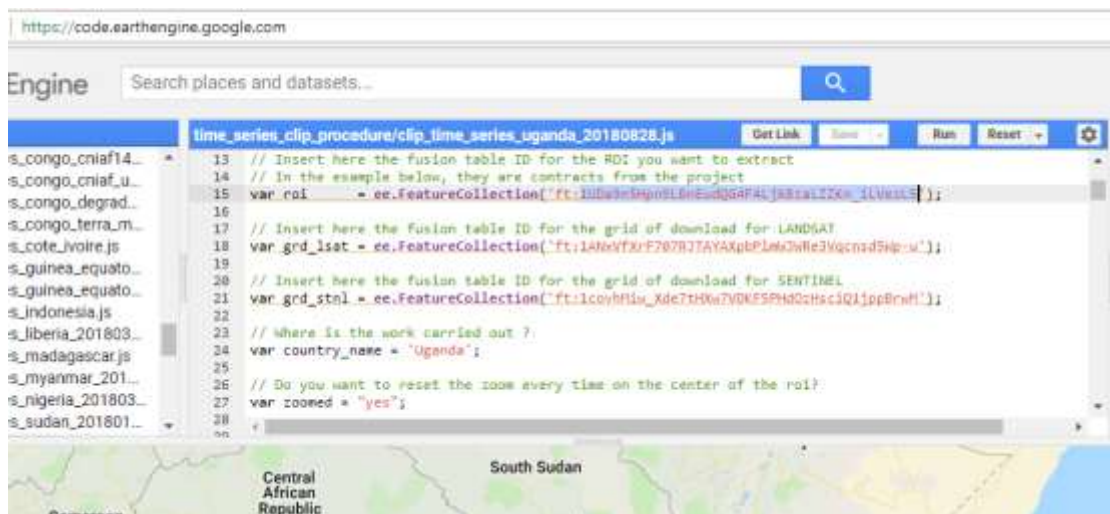 https://code.earthengine.google.com
Engine
Search places and datasets...
time_series_clip_procedure/clip_time_series_uganda_20180828.js
Get Link
Save
Run
Reset
s_congo_cniaf14...
s_congo_cniaf_u...
s_congo_degrad...
s_congo_terra_m...
s_cote_ivoire.js
s_guinea_equato...
s_guinea_equato...
s_indonesia.js
s_liberia_201803...
s_madagascar.js
s_myanmar_201...
s_nigeria_201803...
s_sudan_201801...
13 // Insert here the fusion table ID for the ROI you want to extract
14 // In the example below, they are contracts from the project
15 var roi = ee.FeatureCollection('ft: ');
16
17 // Insert here the fusion table ID for the grid of download for LANDSAT
18 var grd_lsat = ee.FeatureCollection('ft: ');
19
20 // Insert here the fusion table ID for the grid of download for SENTINEL
21 var grd_stnl = ee.FeatureCollection('ft: ');
22
23 // Where is the work carried out ?
24 var country_name = "Uganda";
25
26 // Do you want to reset the zoom every time on the center of the roi?
27 var zoomed = "yes";
28
Central
African
Republic
South Sudan